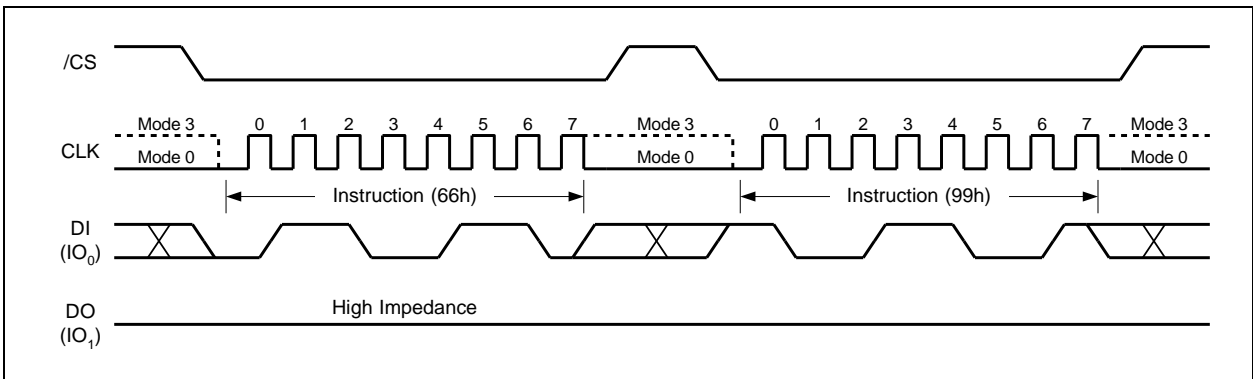 /CS
Mode 3 0 1 2 3 4 5 6 7 Mode 3 0 1 2 3 4 5 6 7 Mode 3
CLK
Mode 0 Mode 0 Mode 0
Instruction (66h) Instruction (99h)
DI
(IO0)
High Impedance
DO
(IO1)